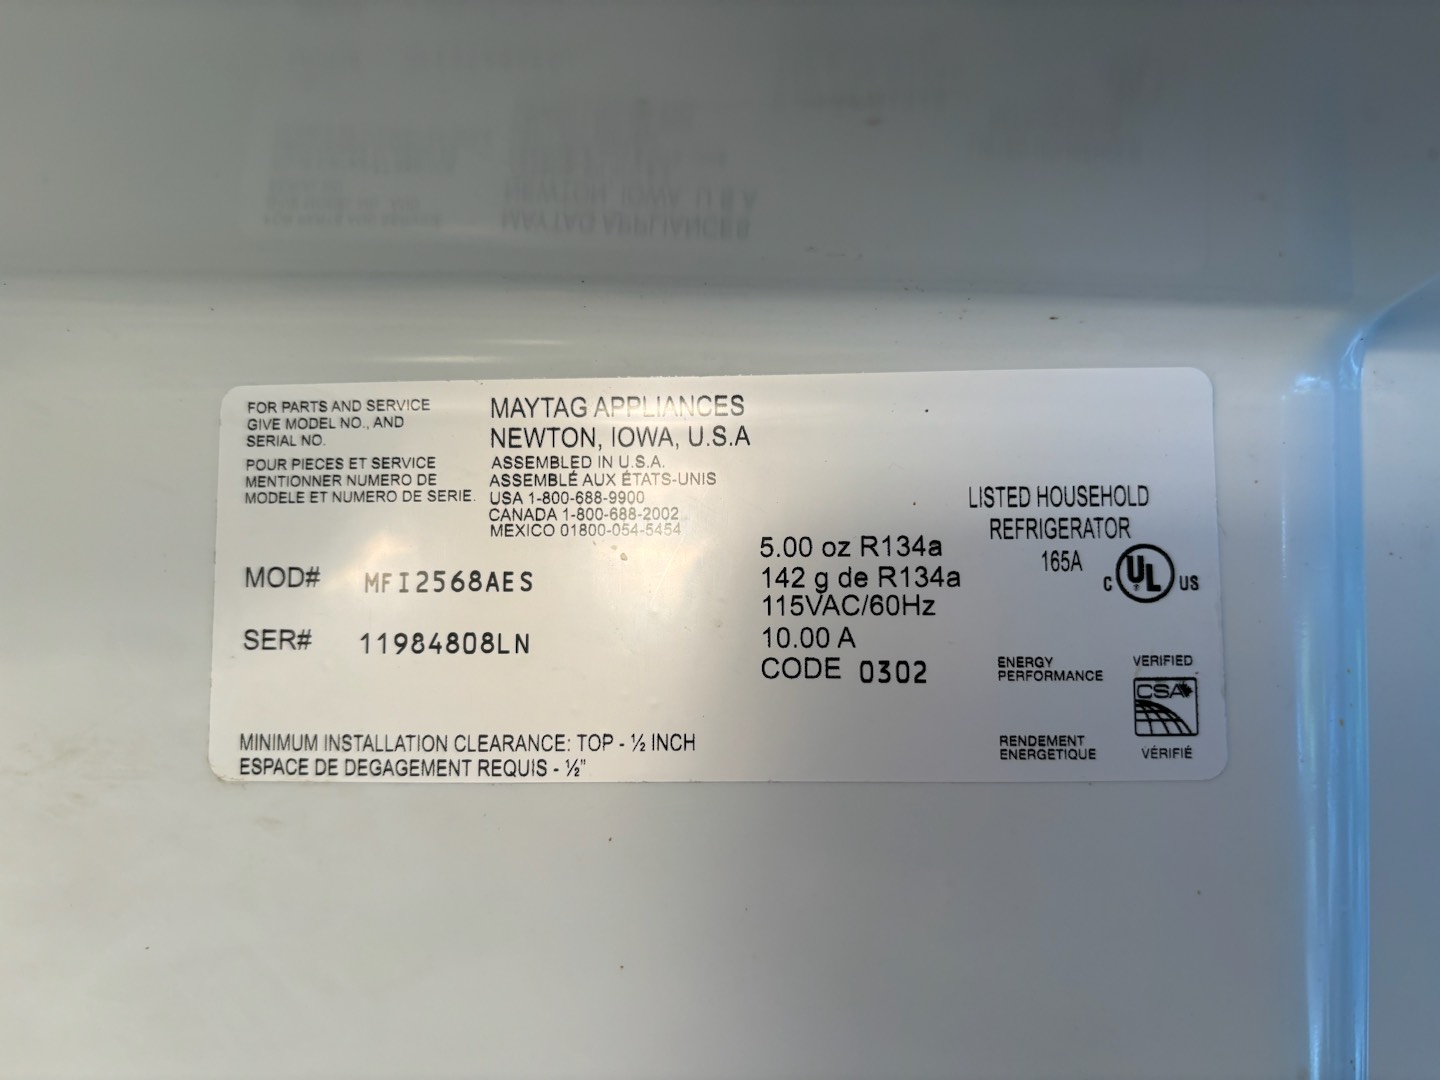 FOR PARTS AND SERVICE
GIVE MODEL NO., AND
SERIAL NO.
POUR PIECES ET SERVICE
MENTIONNER NUMERO DE
MODELE ET NUMERO DE SERIE.
MAYTAG APPLIANCES
NEWTON, IOWA, U.S.A
ASSEMBLED IN U.S.A.
ASSEMBLÉ AUX ÉTATS-UNIS
USA 1-800-688-9900
CANADA 1-800-688-2002
MEXICO 01800-054-5454
MOD# MFI2568AES
SER# 11984808LN
5.00 oz R134a
142 g de R134a
115VAC/60Hz
10.00 A
CODE 0302
LISTED HOUSEHOLD
REFRIGERATOR
165A
C UL US
ENERGY
PERFORMANCE
VERIFIED
CSA
RENDEMENT
ENERGETIQUE
VÉRIFIÉ
MINIMUM INSTALLATION CLEARANCE: TOP - ½ INCH
ESPACE DE DEGAGEMENT REQUIS - ½"